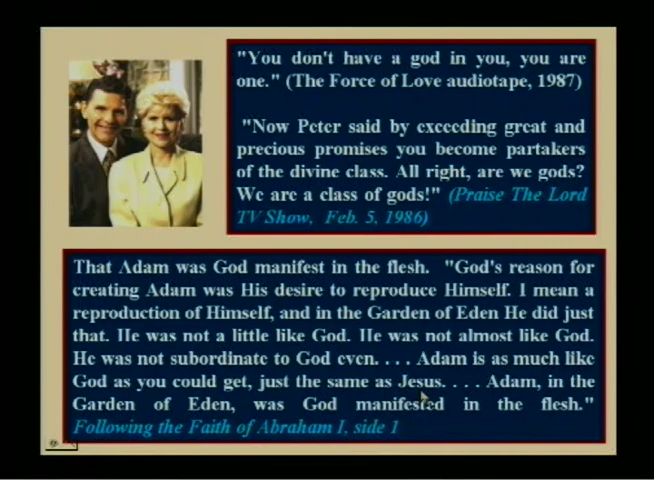 "You don't have a god in you, you are
one." (The Force of Love audiotape, 1987)
"Now Peter said by exceeding great and
precious promises you become partakers
of the divine class. All right, are we gods?
We are a class of gods!" (Praise The Lord
TV Show, Feb. 5, 1986)
That Adam was God manifest in the flesh. "God's reason for
creating Adam was His desire to reproduce Himself. I mean a
reproduction of Himself, and in the Garden of Eden He did just
that. He was not a little like God. He was not almost like God.
He was not subordinate to God even. . . . Adam is as much like
God as you could get, just the same as Jesus. . . . Adam, in the
Garden of Eden, was God manifested in the flesh."
Following the Faith of Abraham I, side 1